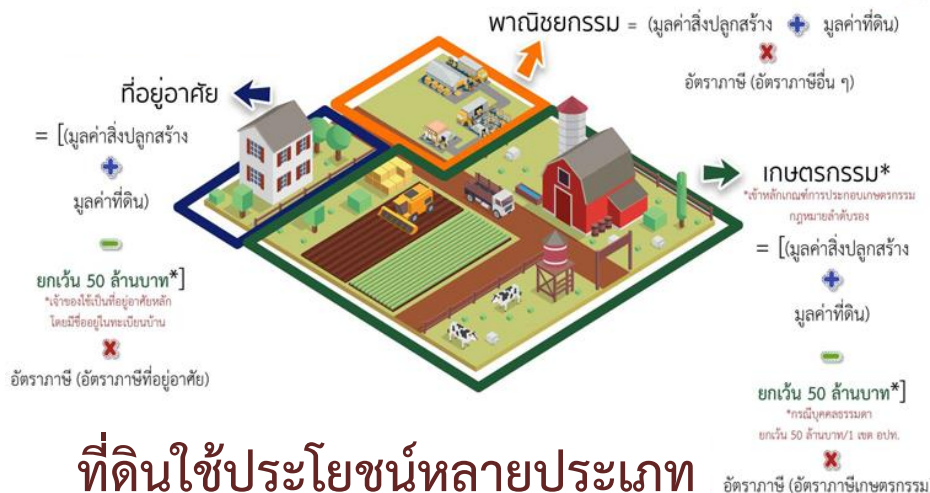 พาณิชยกรรม = (มูลค่าสิ่งปลูกสร้าง + มูลค่าที่ดิน)
x
อัตราภาษี (อัตราภาษีอื่น ๆ)
ที่อยู่อาศัย
= [(มูลค่าสิ่งปลูกสร้าง
+
มูลค่าที่ดิน)
-
ยกเว้น 50 ล้านบาท*]
*เจ้าของใช้เป็นที่อยู่อาศัยหลัก
โดยมีชื่ออยู่ในทะเบียนบ้าน
x
อัตราภาษี (อัตราภาษีที่อยู่อาศัย)
เกษตรกรรม*
*เข้าหลักเกณฑ์การประกอบเกษตรกรรม
กฎหมายลำดับรอง
= [(มูลค่าสิ่งปลูกสร้าง
+
มูลค่าที่ดิน)
-
ยกเว้น 50 ล้านบาท*]
*กรณีบุคคลธรรมดา
ยกเว้น 50 ล้านบาท/1 เขต อปท.
x
อัตราภาษี (อัตราภาษีเกษตรกรรม
ที่ดินใช้ประโยชน์หลายประเภท